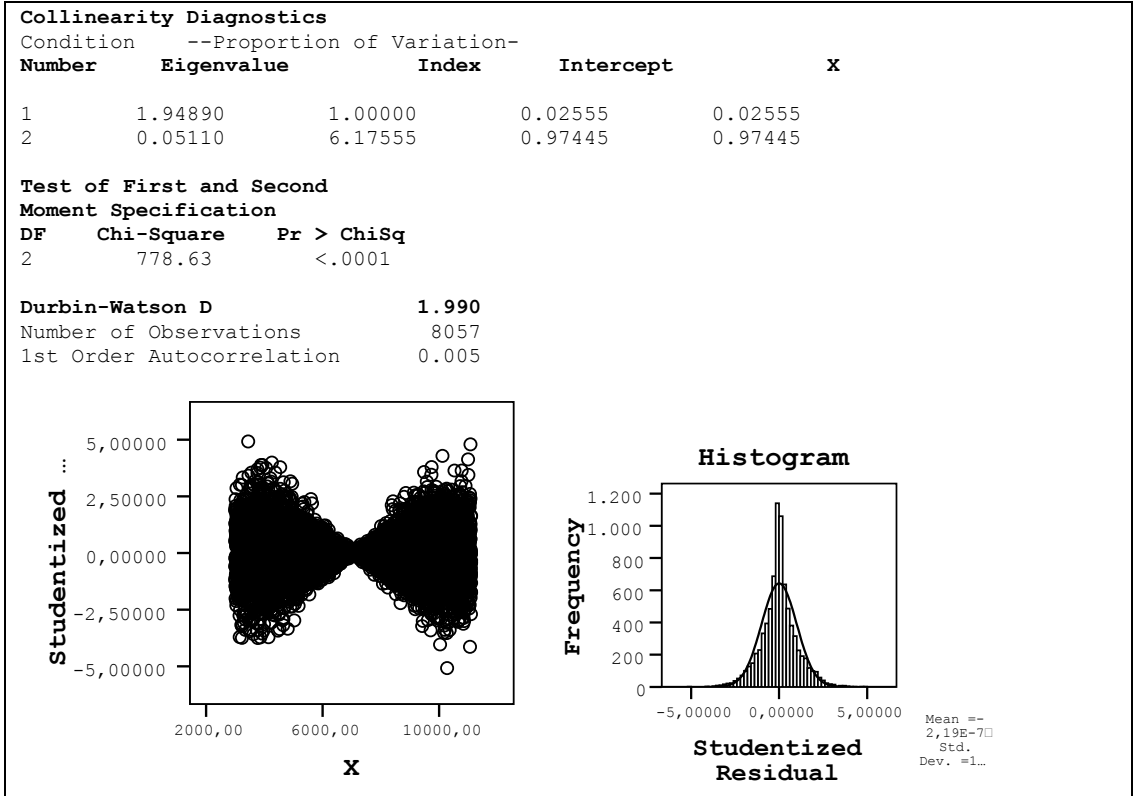 Collinearity Diagnostics
Condition --Proportion of Variation-
Number Eigenvalue Index Intercept X
1 1.94890 1.00000 0.02555 0.02555
2 0.05110 6.17555 0.97445 0.97445
Test of First and Second
Moment Specification
DF Chi-Square Pr > ChiSq
2 778.63 <.0001
Durbin-Watson D 1.990
Number of Observations 8057
1st Order Autocorrelation 0.005
Studentized ...
5,00000
2,50000
0,00000
-2,50000
-5,00000
2000,00 6000,00 10000,00
X
Histogram
Frequency
1.200
1.000
800
600
400
200
0
-5,00000 0,00000 5,00000
Studentized
Residual
Mean =-
2,19E-7
Std.
Dev. =1...